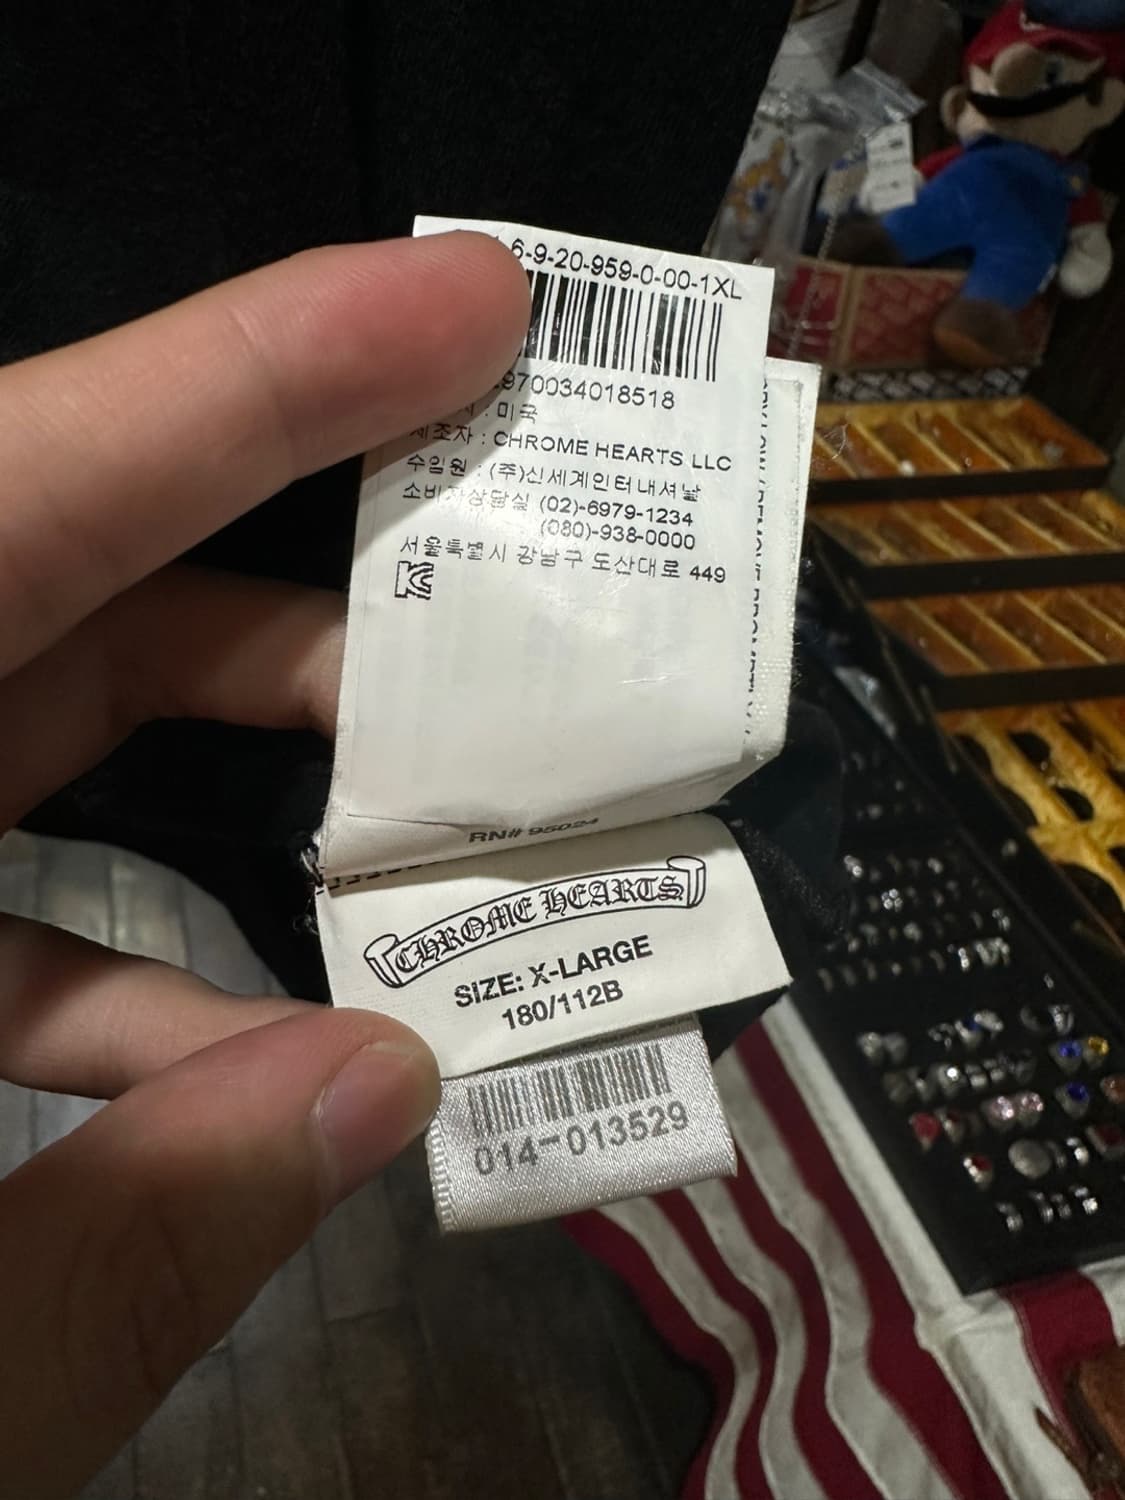 6-9-20-959-0-00-1XL
970034018518
: 미국
제조자 : CHROME HEARTS LLC
수입원 : (주)신세계인터내셔날
소비자상담실 (02)-6979-1234
(080)-938-0000
서울특별시 강남구 도산대로 449
RN# 95024
CHROME HEARTS
SIZE: X-LARGE
180/112B
014-013529